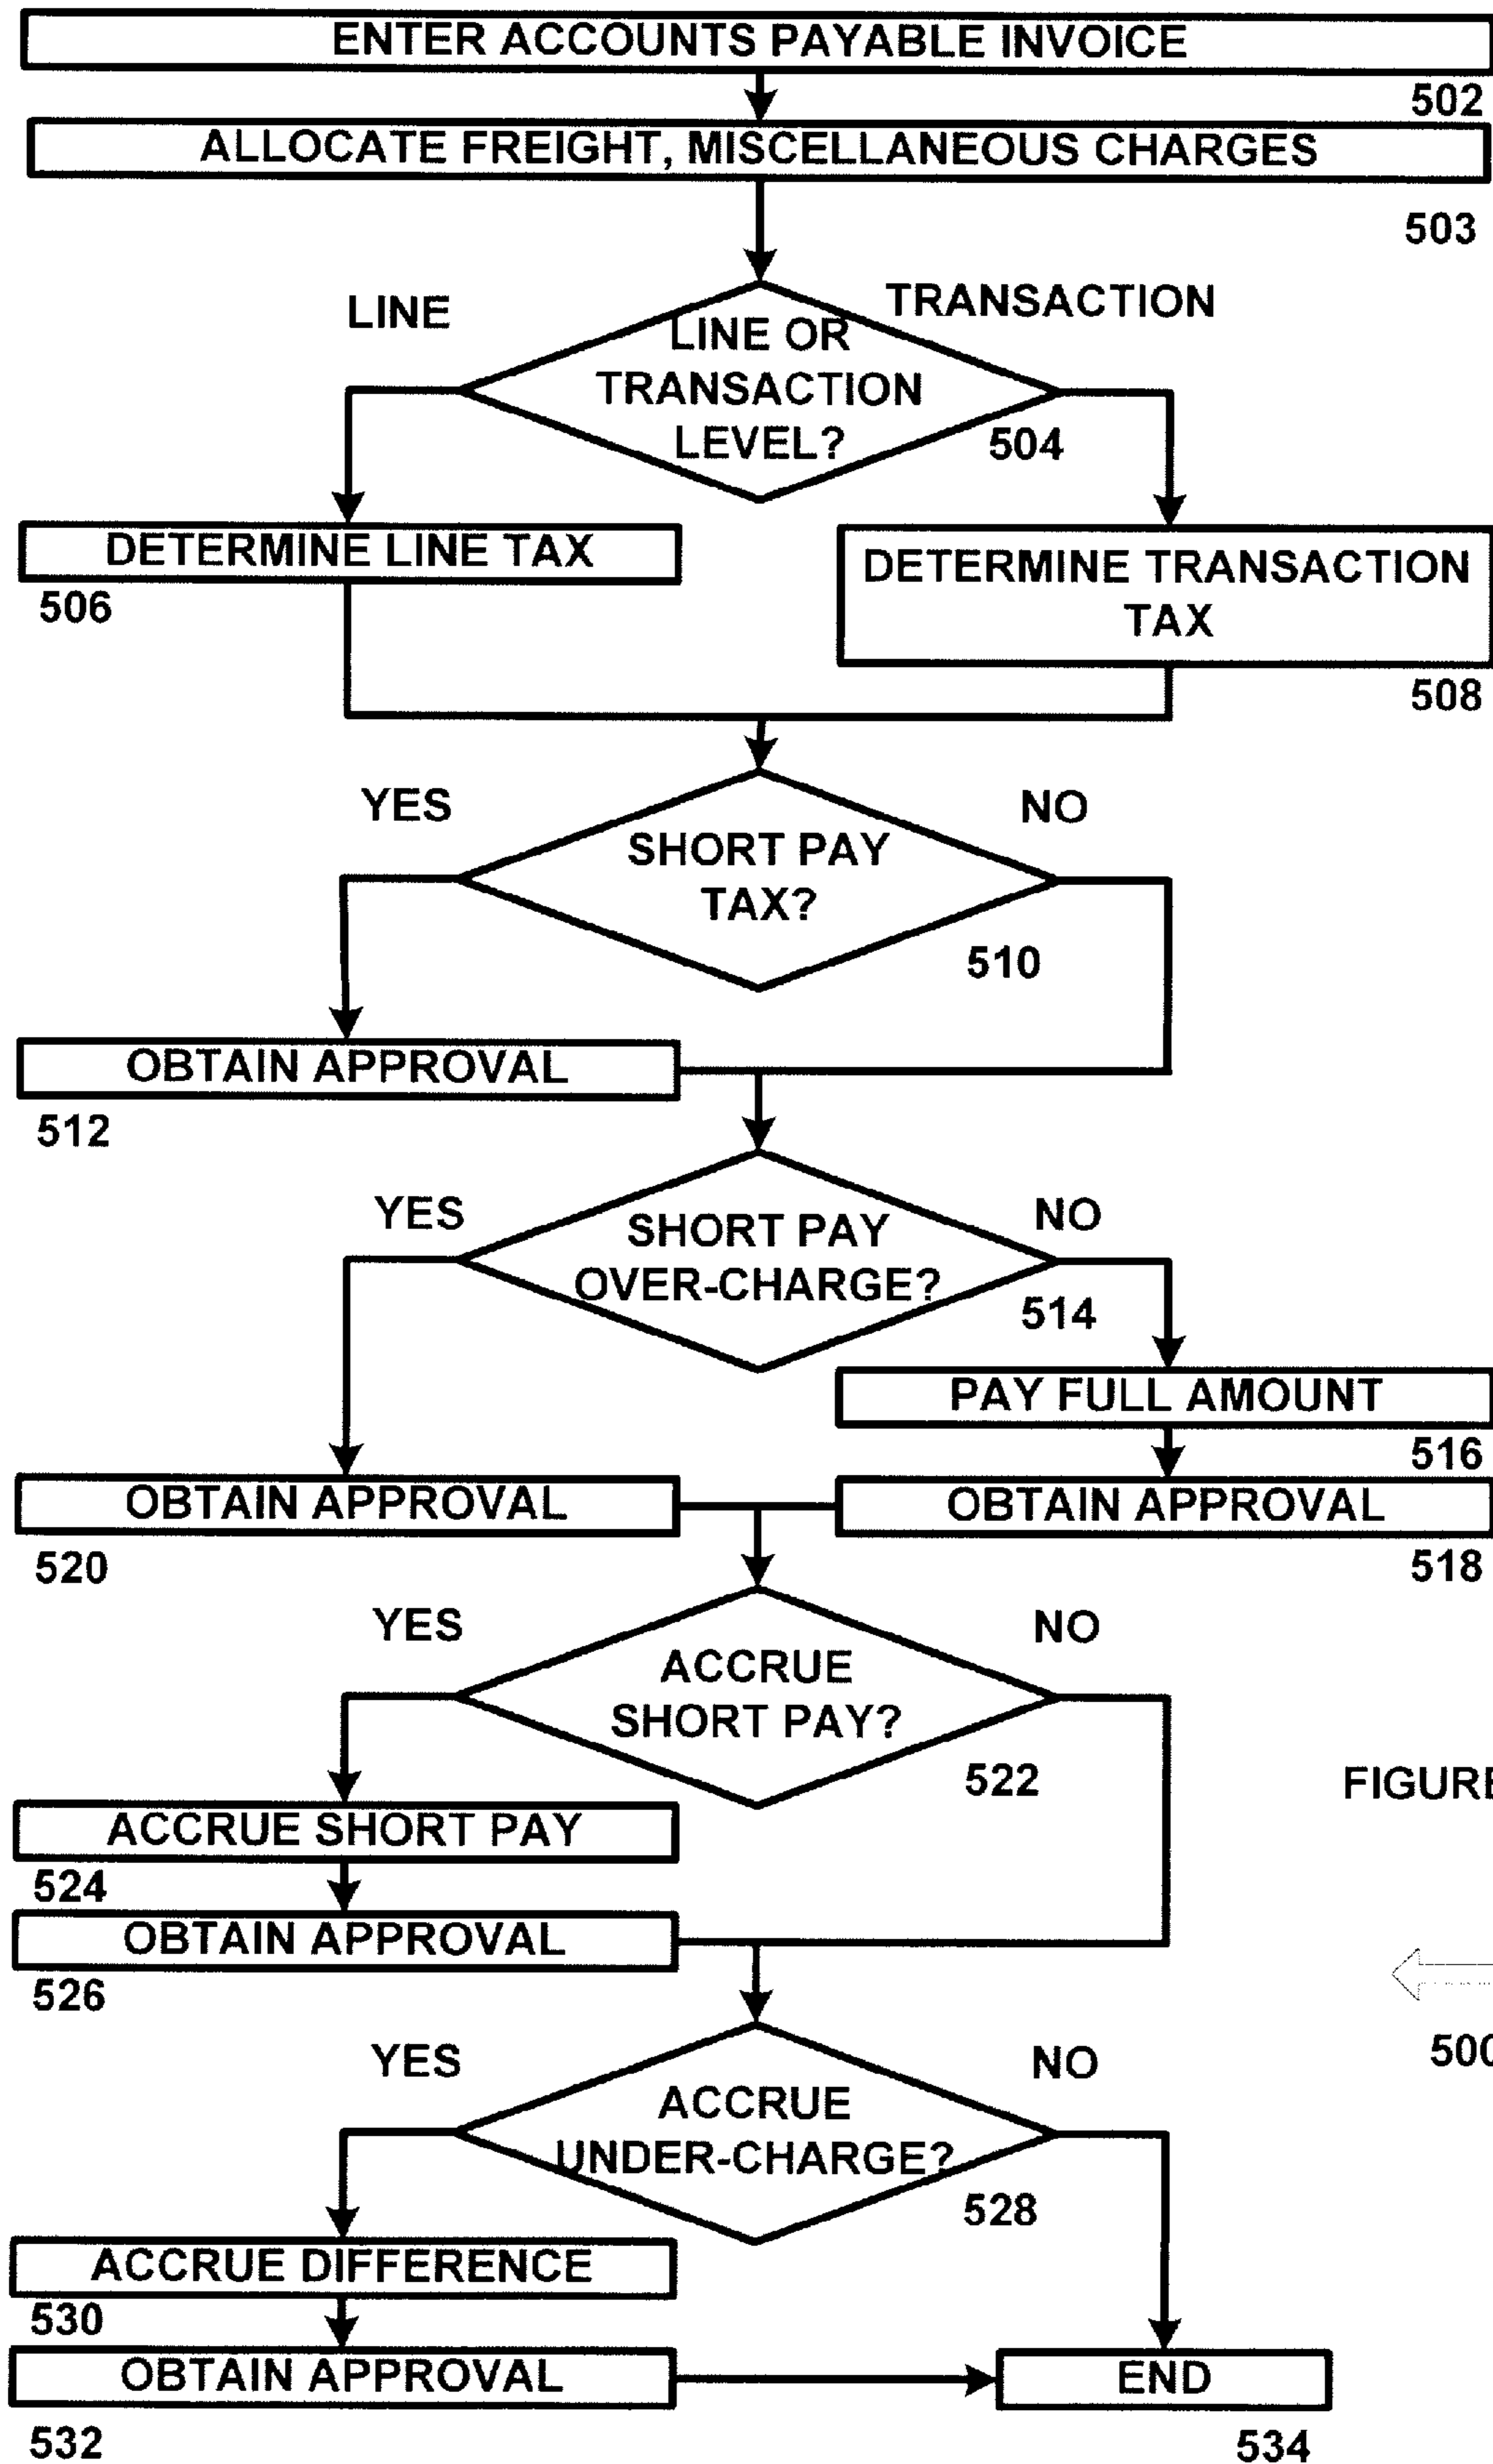 ENTER ACCOUNTS PAYABLE INVOICE
502
ALLOCATE FREIGHT, MISCELLANEOUS CHARGES
503
LINE
TRANSACTION
LINE OR
TRANSACTION
LEVEL?
504
DETERMINE LINE TAX
506
DETERMINE TRANSACTION
TAX
508
YES
NO
SHORT PAY
TAX?
510
OBTAIN APPROVAL
512
YES
NO
SHORT PAY
OVER-CHARGE?
514
PAY FULL AMOUNT
516
OBTAIN APPROVAL
520
OBTAIN APPROVAL
518
YES
NO
ACCRUE
SHORT PAY?
522
FIGURE
ACCRUE SHORT PAY
524
OBTAIN APPROVAL
526
500
YES
NO
ACCRUE
UNDER-CHARGE?
528
ACCRUE DIFFERENCE
530
OBTAIN APPROVAL
532
END
534